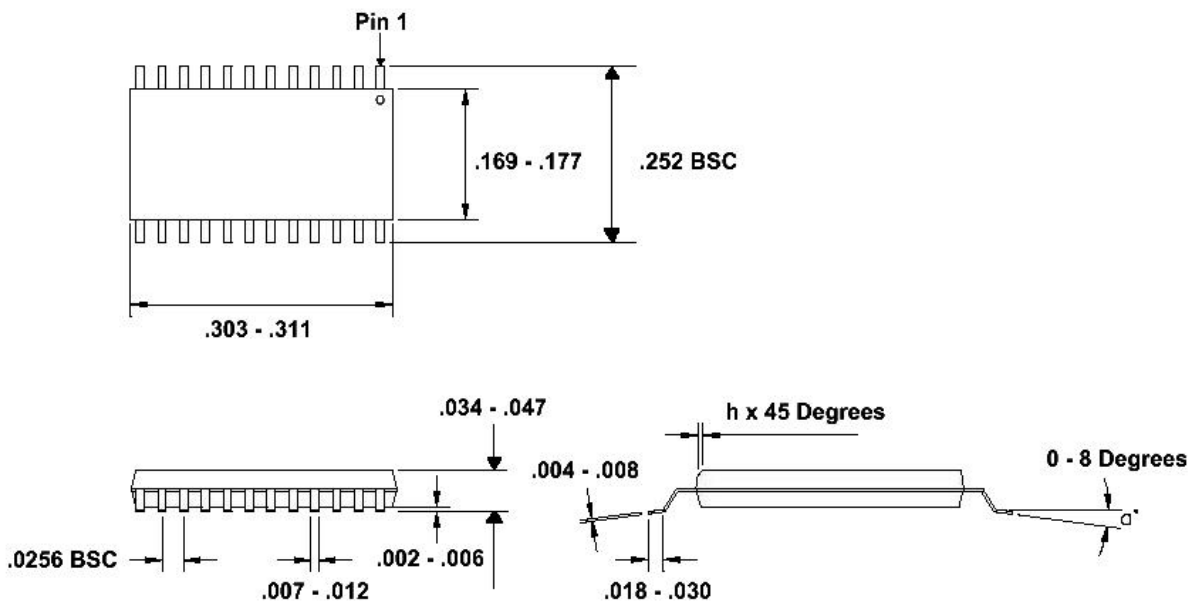 Pin 1
.169 - .177
.252 BSC
.303 - .311
.034 - .047
h x 45 Degrees
.004 - .008
0 - 8 Degrees
.0256 BSC
.002 - .006
.007 - .012
.018 - .030